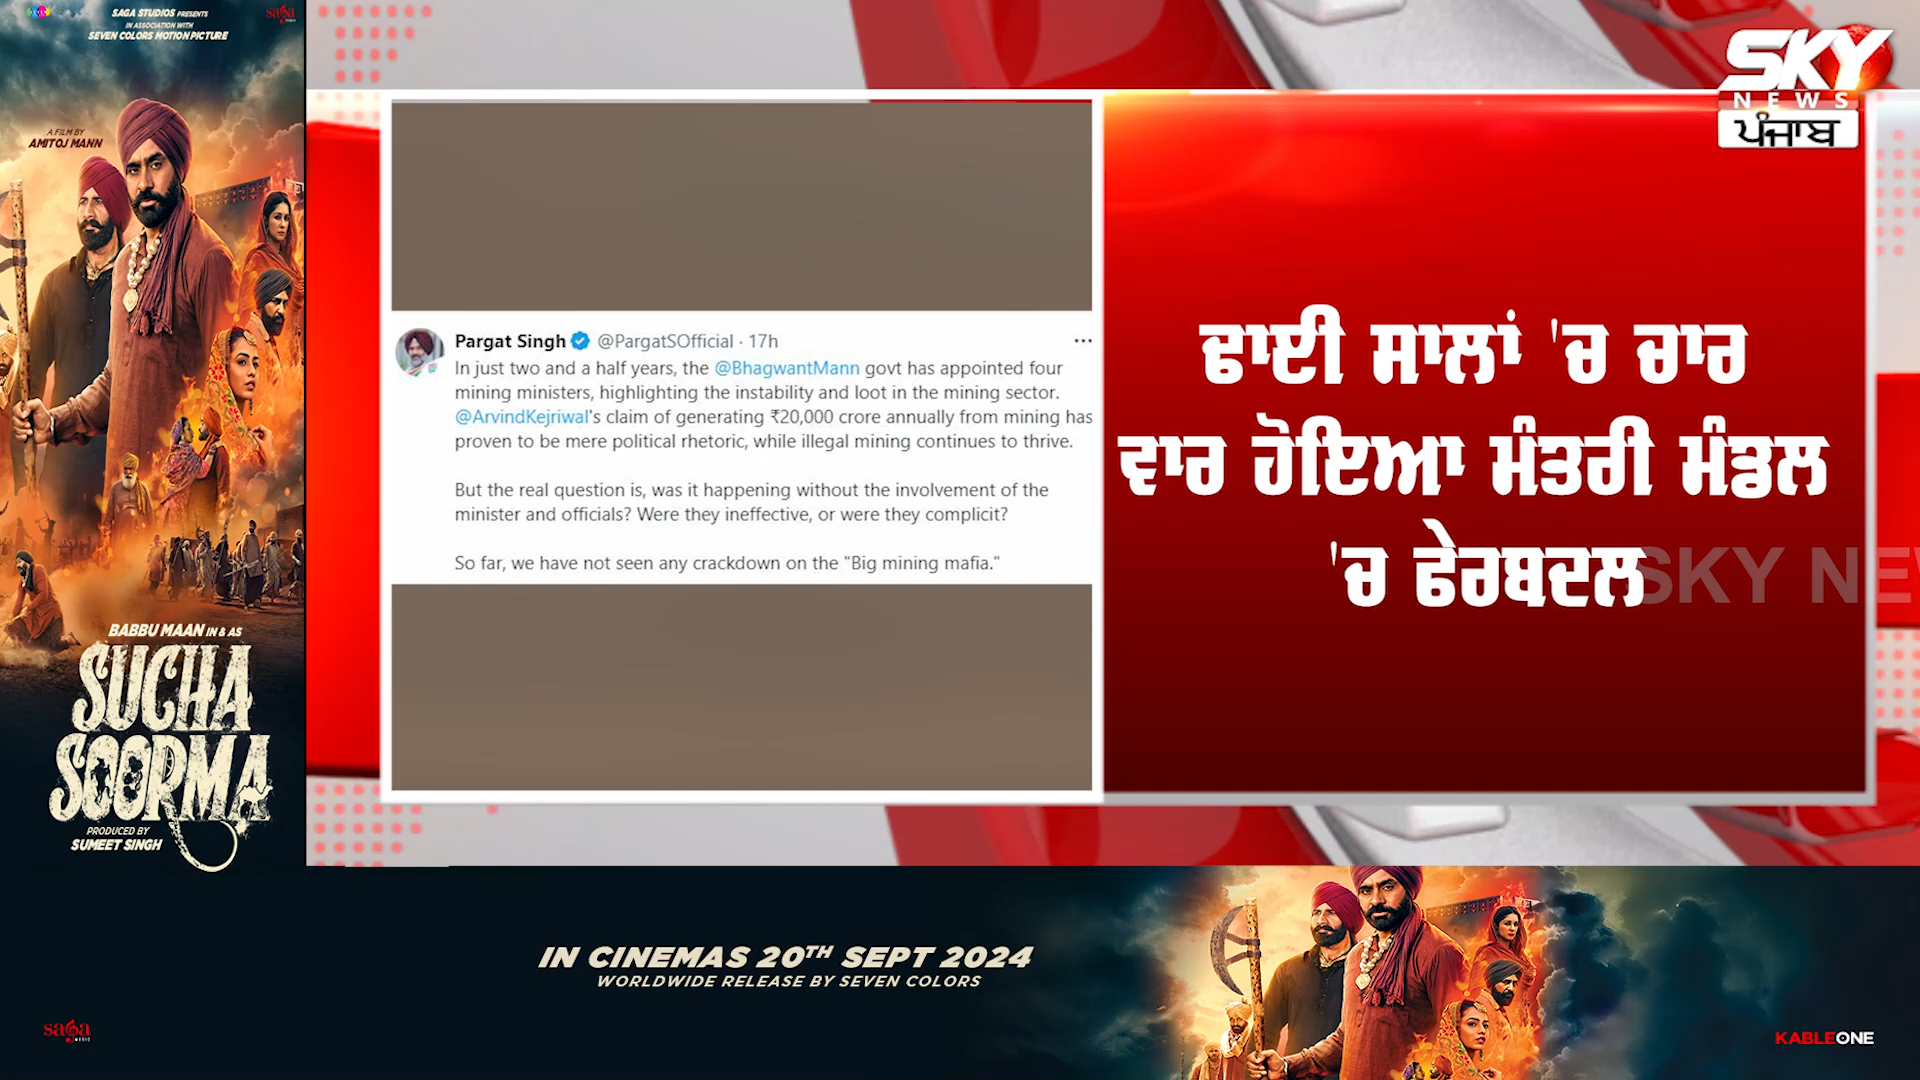 SAGA STUDIOS PRESENTS
IN ASSOCIATION WITH
SEVEN COLORS MOTION PICTURE
saga
A FILM BY
AMITOJ MANN
BABBU MAAN IN & AS
SUCHA
SOORMA
PRODUCED BY
SUMEET SINGH
Pargat Singh @PargatSOfficial · 17h
In just two and a half years, the @BhagwantMann govt has appointed four
mining ministers, highlighting the instability and loot in the mining sector.
@ArvindKejriwal's claim of generating ₹20,000 crore annually from mining has
proven to be mere political rhetoric, while illegal mining continues to thrive.
But the real question is, was it happening without the involvement of the
minister and officials? Were they ineffective, or were they complicit?
So far, we have not seen any crackdown on the "Big mining mafia."
SKY
NEWS
ਪੰਜਾਬ
ਢਾਈ ਸਾਲਾਂ 'ਚ ਚਾਰ
ਵਾਰ ਹੋਇਆ ਮੰਤਰੀ ਮੰਡਲ
'ਚ ਫੇਰਬਦਲ
SKY NEW
IN CINEMAS 20TH SEPT 2024
WORLDWIDE RELEASE BY SEVEN COLORS
saga
MUSIC
KABLEONE